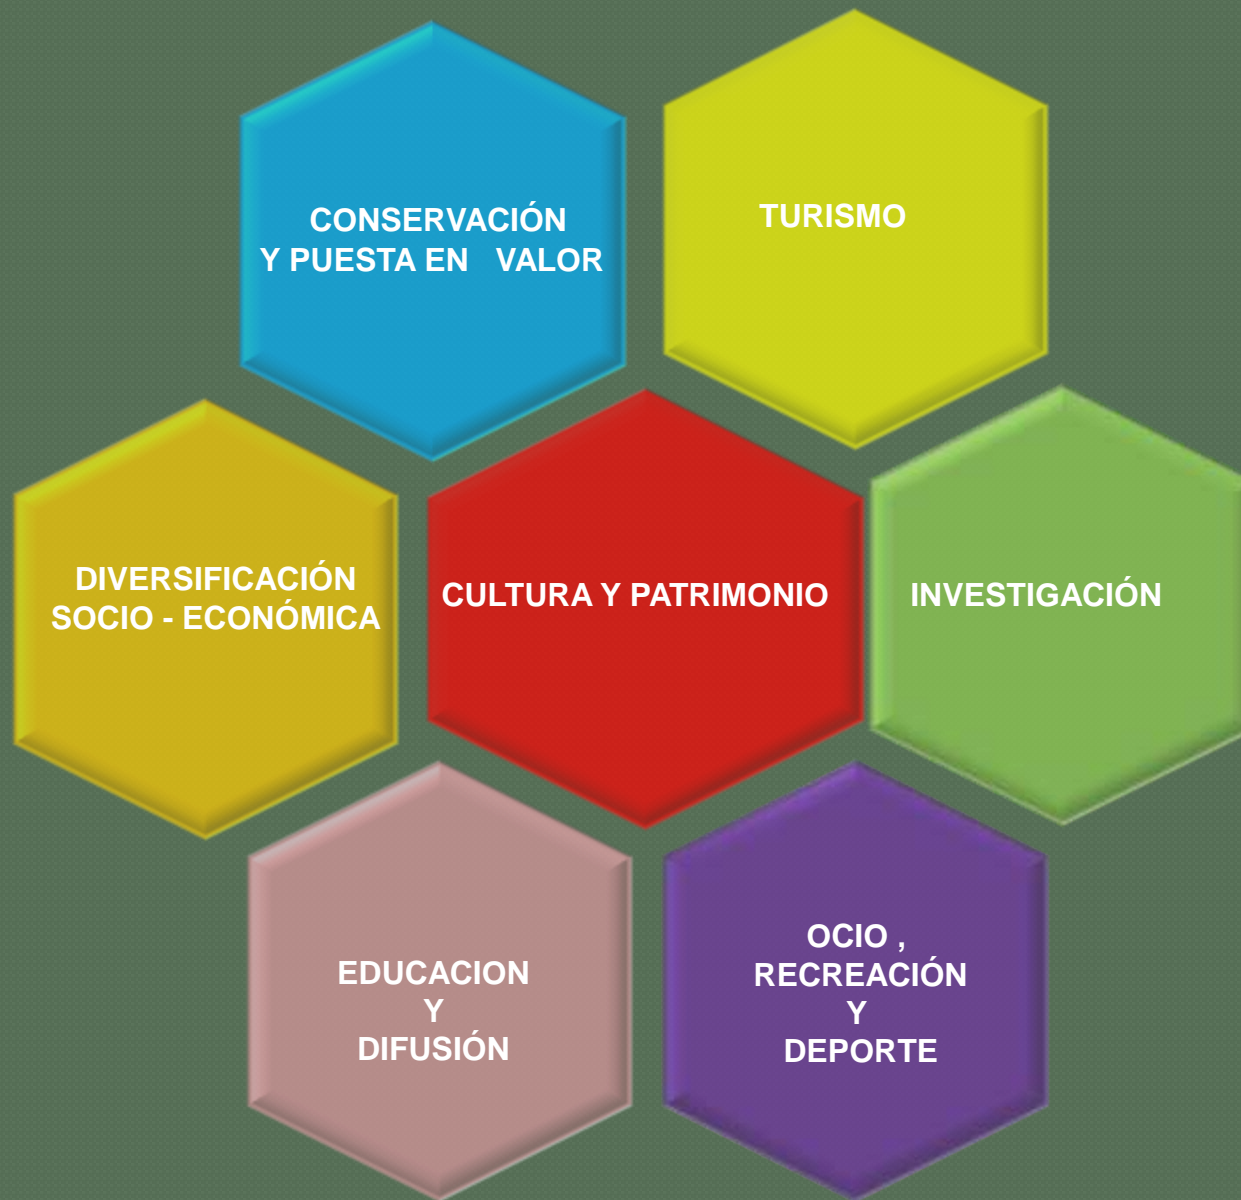 CONSERVACIÓN
Y PUESTA EN VALOR
TURISMO
DIVERSIFICACIÓN
SOCIO - ECONÓMICA
CULTURA Y PATRIMONIO
INVESTIGACIÓN
EDUCACION
Y
DIFUSIÓN
OCIO ,
RECREACIÓN
Y
DEPORTE